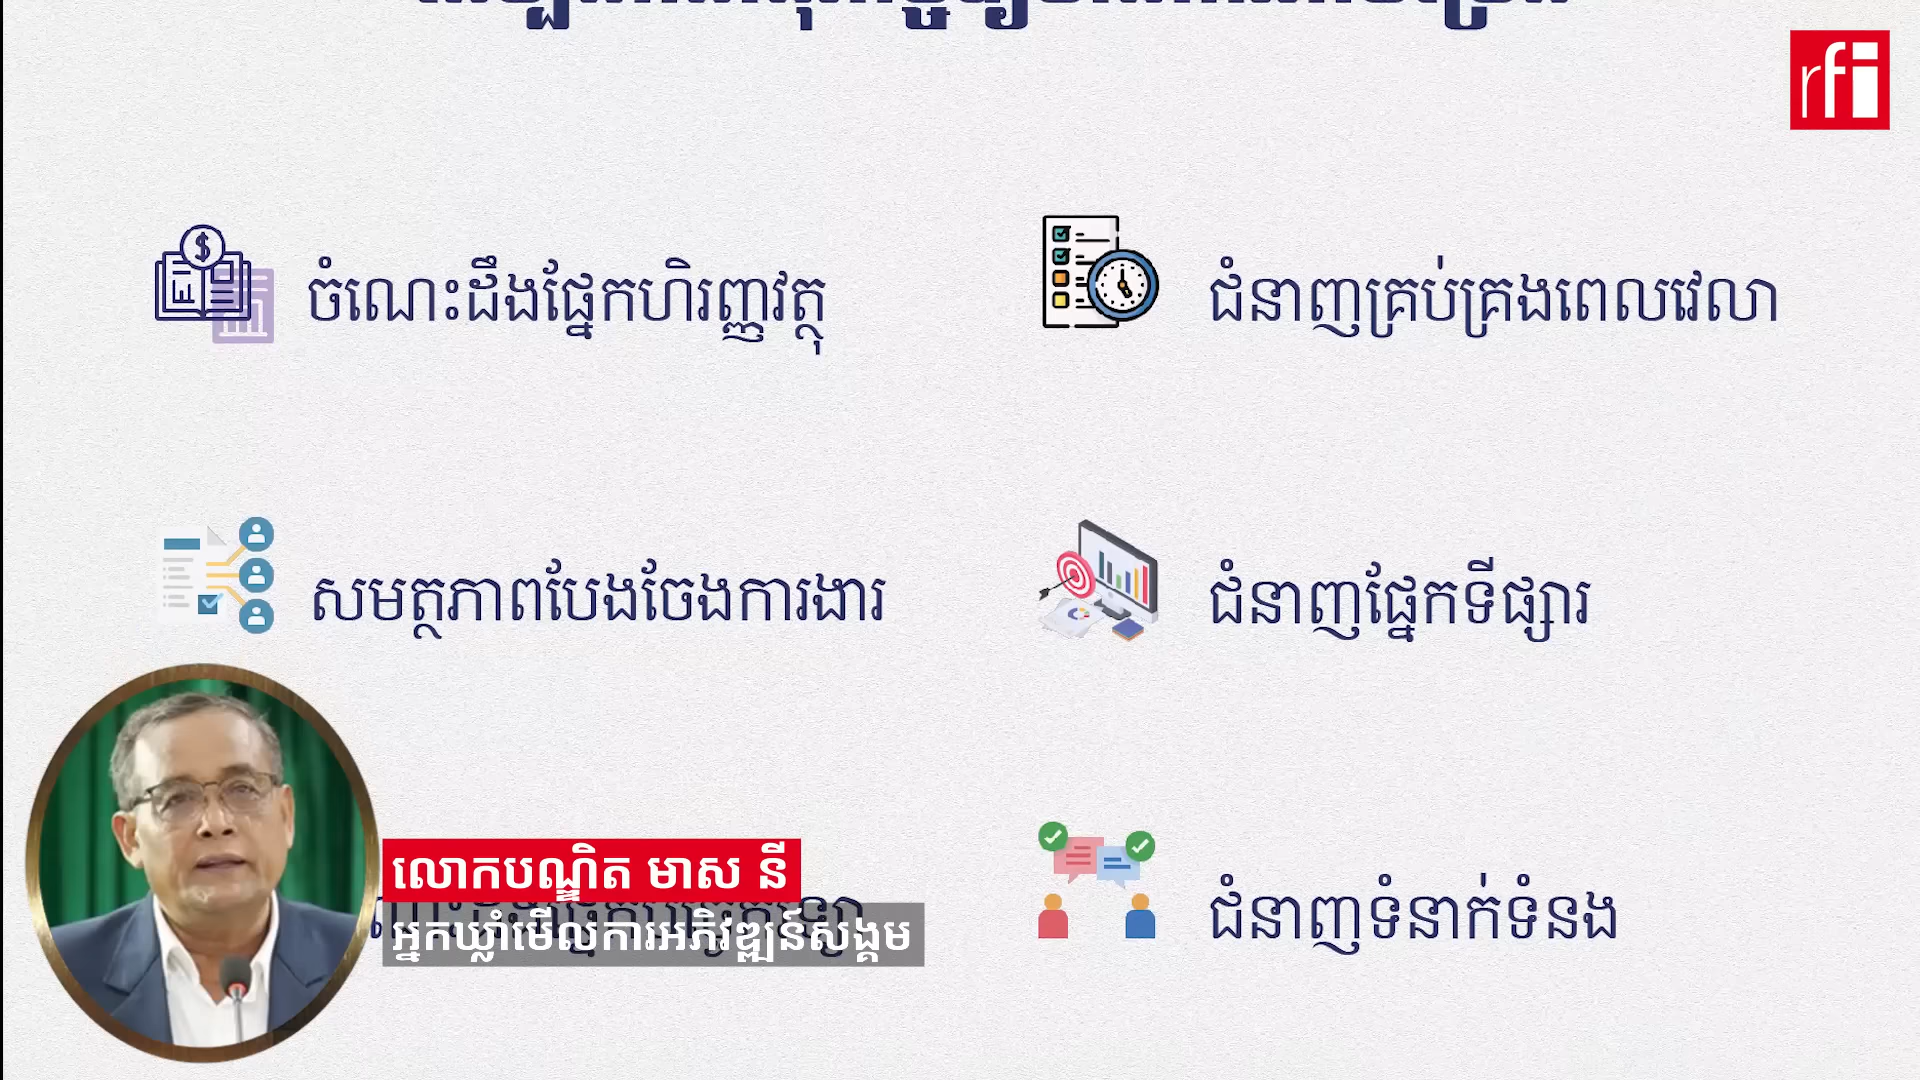 rfi
ចំណេះដឹងផ្នែកហិរញ្ញវត្ថុ
ជំនាញគ្រប់គ្រងពេលវេលា
សមត្ថភាពបែងចែងការងារ
ជំនាញផ្នែកទីផ្សារ
លោកបណ្ឌិត មាស នី
អ្នកឃ្លាំមើលការអភិវឌ្ឍន៍សង្គម
ជំនាញទំនាក់ទំនង